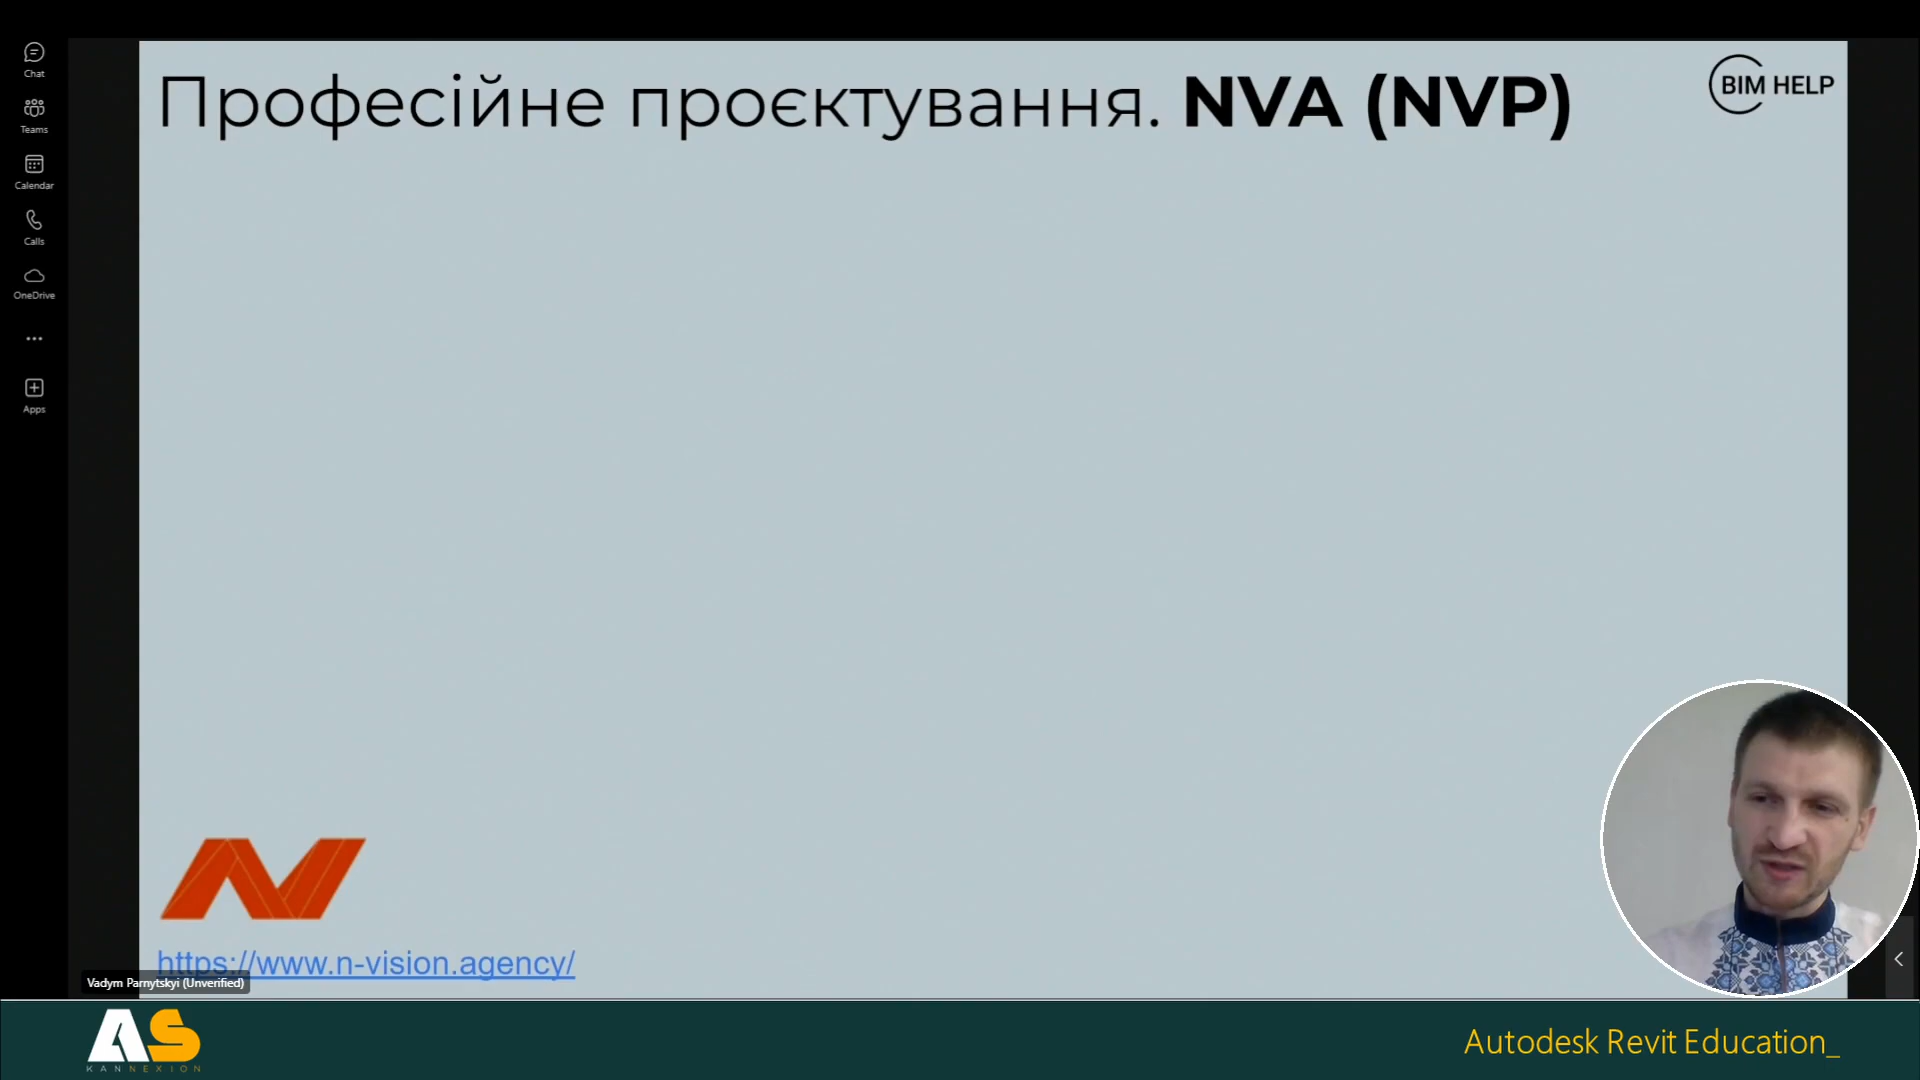 Chat
Teams
Calendar
Calls
OneDrive
Apps
Професійне проєктування. NVA (NVP)
BIM HELP
https://www.n-vision.agency/
Vadym Parnytskyi (Unverified)
AS
KANNEXION
Autodesk Revit Education_